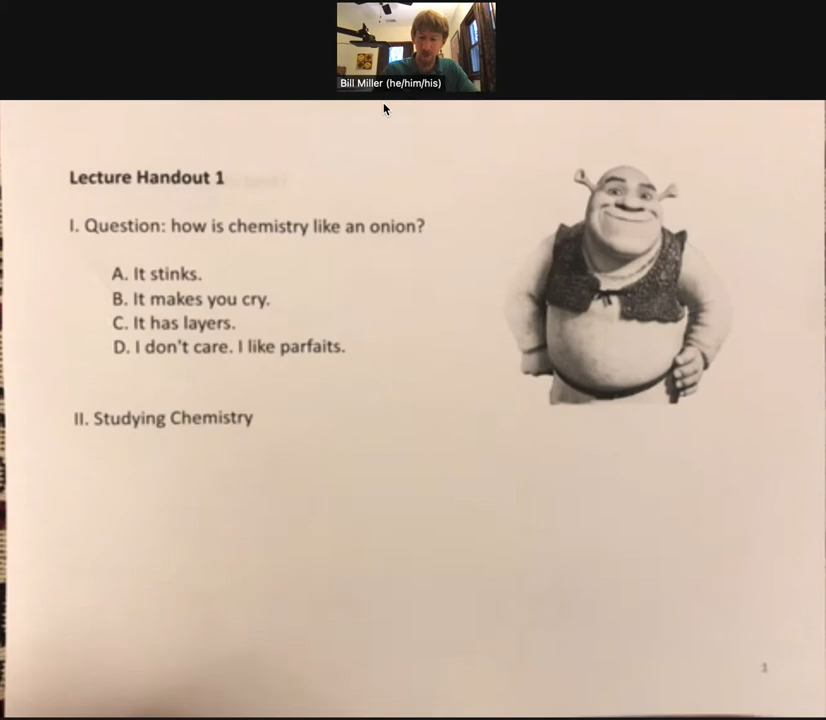 Bill Miller (he/him/his)
Lecture Handout 1
I. Question: how is chemistry like an onion?
A. It stinks.
B. It makes you cry.
C. It has layers.
D. I don't care. I like parfaits.
II. Studying Chemistry
1